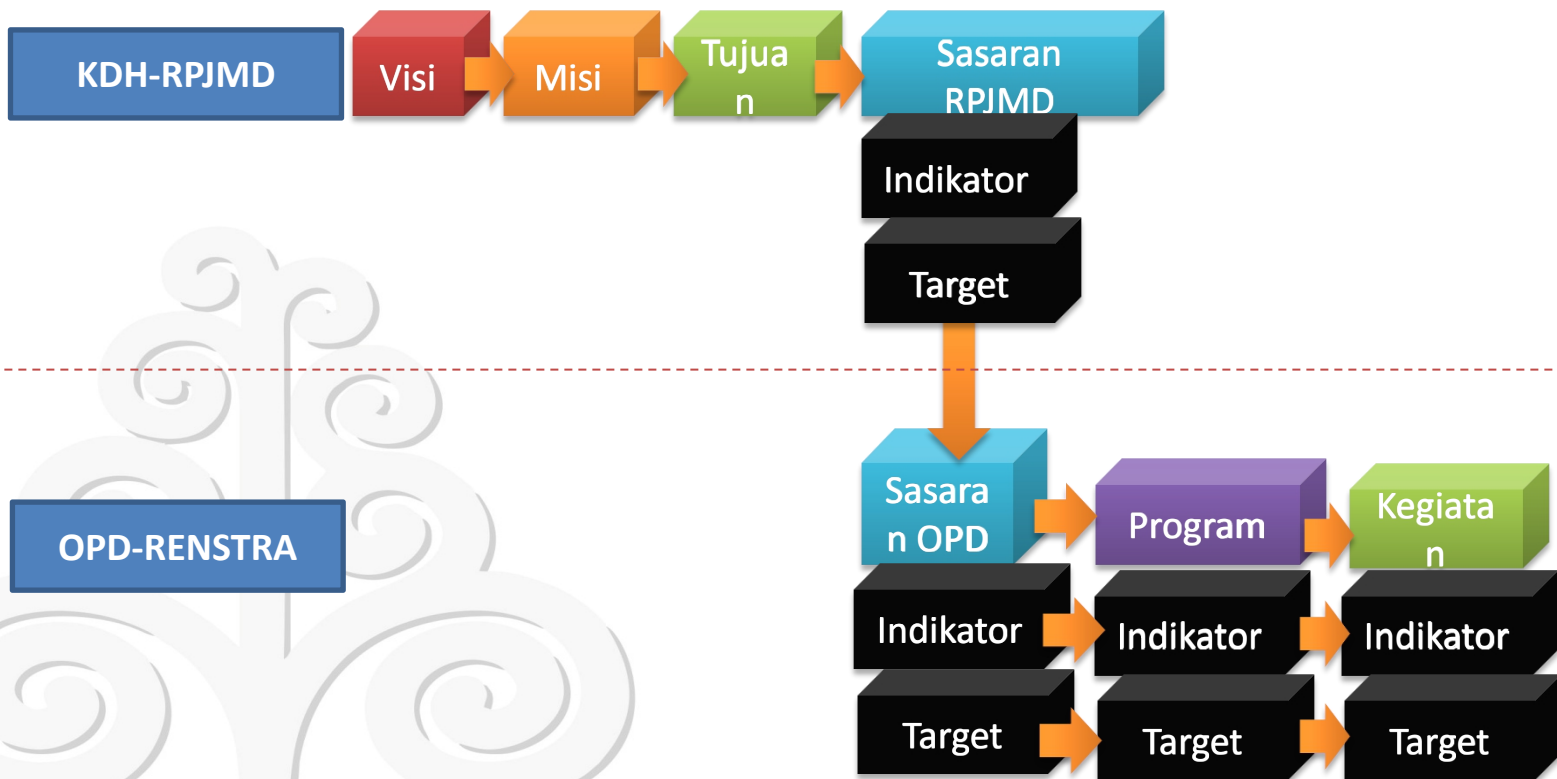 KDH-RPJMD
Visi
Misi
Tujua
n
Sasaran
RPJMD
Indikator
Target
OPD-RENSTRA
Sasara
n OPD
Program
Kegiata
n
Indikator
Indikator
Indikator
Target
Target
Target